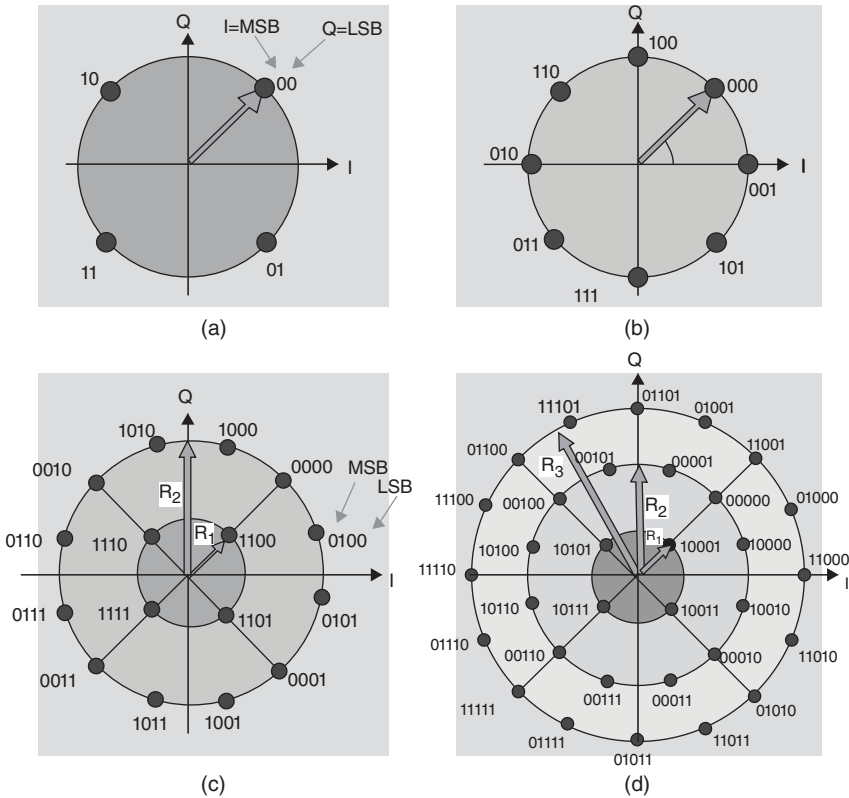 Q I=MSB Q=LSB
10 00
I
11 01
(a)
Q
100
110 000
010 I
001
011 101
111
(b)
Q
1010 1000
0010 0000
MSB
LSB
R2
R1
0110 1110 1100 0100
I
0111 1111 1101 0101
0011 0001
1011 1001
(c)
Q
11101 01101 01001
01100 R3 00101 00001 11001
11100 00100 R2 00000 01000
R1
10100 10101 10001 10000
11110 11000
I
10110 10111 10011 10010
01110 00110 00010 11010
00111 00011
11111 01010
01111 11011
01011
(d)